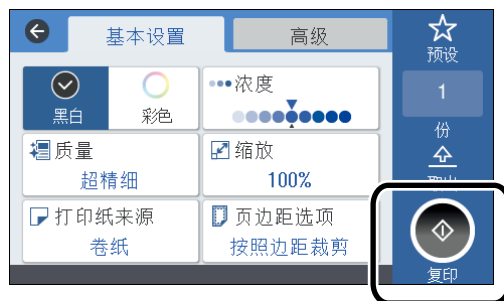 基本设置
高级
预设
黑白
彩色
浓度
1
份
质量
超精细
缩放
100%
打印纸来源
卷纸
页边距选项
按照边距裁剪
复印